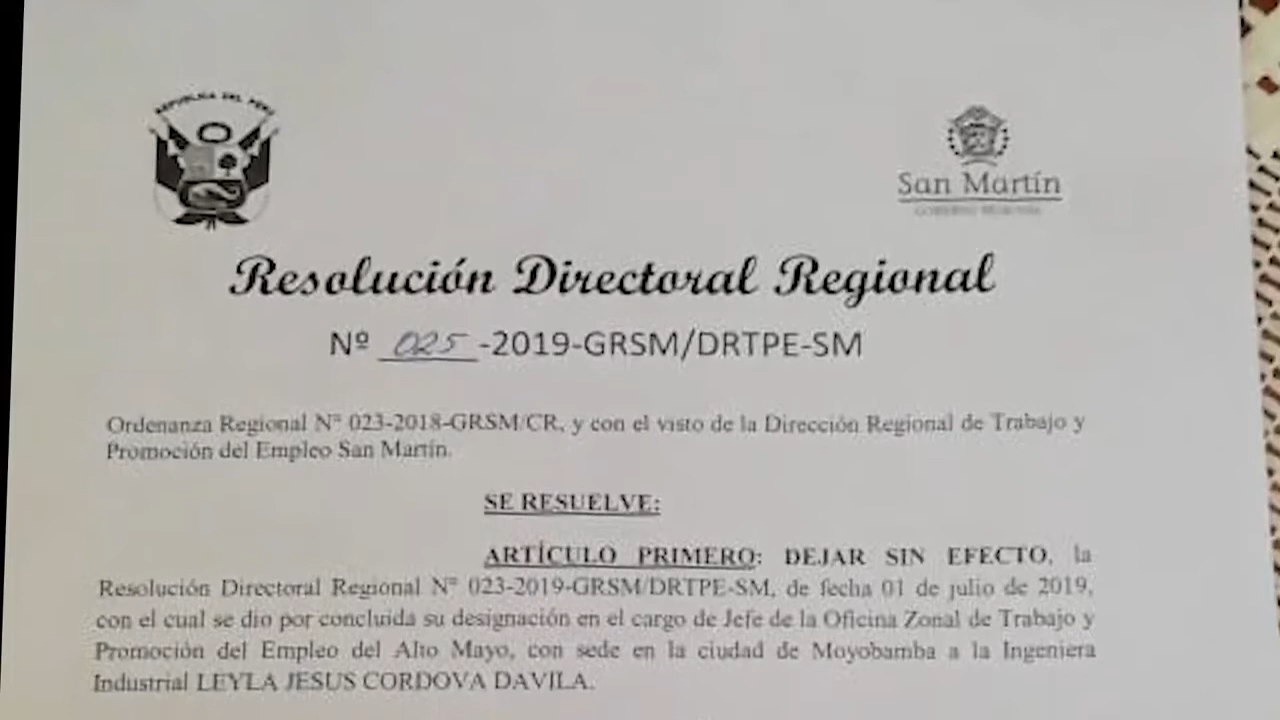 REPUBLICA DEL PERU
San Martín
GOBIERNO REGIONAL
Resolución Directoral Regional
Nº 025-2019-GRSM/DRTPE-SM
Ordenanza Regional Nº 023-2018-GRSM/CR, y con el visto de la Dirección Regional de Trabajo y
Promoción del Empleo San Martín.
SE RESUELVE:
ARTÍCULO PRIMERO: DEJAR SIN EFECTO, la
Resolución Directoral Regional Nº 023-2019-GRSM/DRTPE-SM, de fecha 01 de julio de 2019,
con el cual se dio por concluida su designación en el cargo de Jefe de la Oficina Zonal de Trabajo y
Promoción del Empleo del Alto Mayo, con sede en la ciudad de Moyobamba a la Ingeniera
Industrial LEYLA JESUS CORDOVA DAVILA.